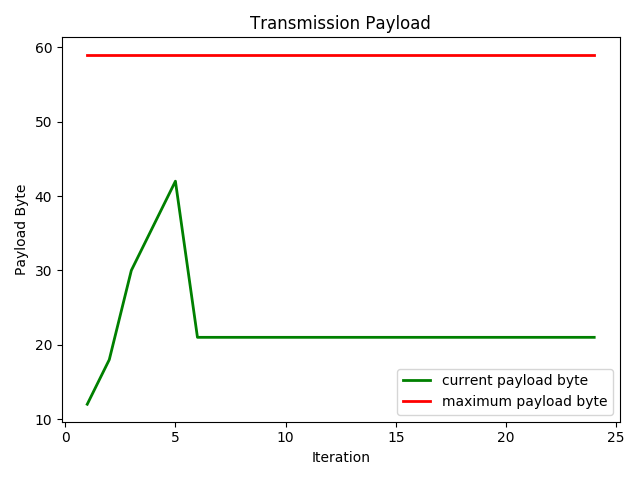 Transmission Payload
60
50
40
30
20
10
Payload Byte
current payload byte
maximum payload byte
0
5
10
15
20
25
Iteration